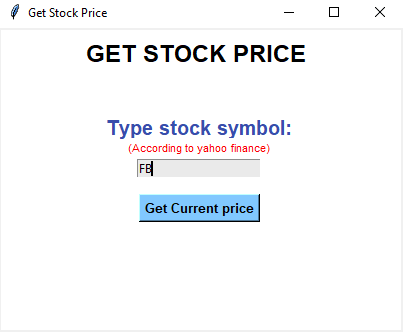 Get Stock Price
GET STOCK PRICE
Type stock symbol:
(According to yahoo finance)
FB
Get Current price